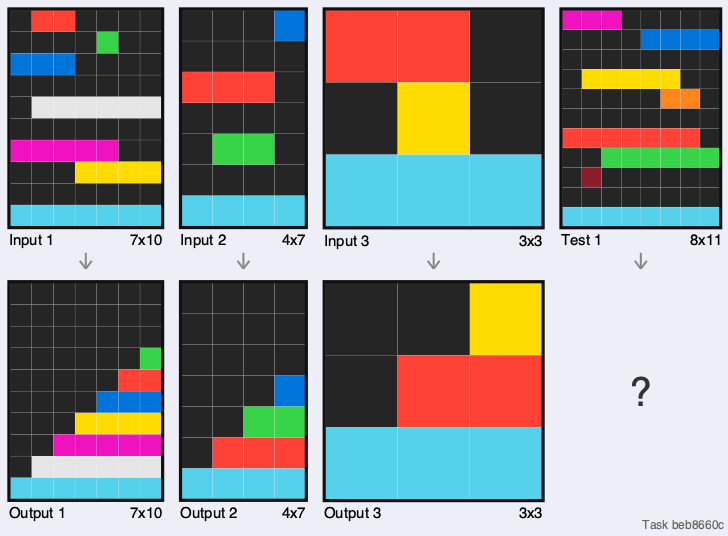 Input 1 7x10 Input 2 4x7 Input 3 3x3 Test 1 8x11
?
Output 1 7x10 Output 2 4x7 Output 3 3x3
Task beb8660c